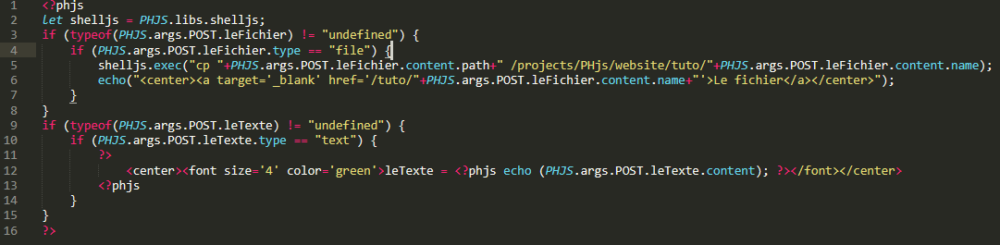 1 <?phjs
2 let shelljs = PHJS.libs.shelljs;
3 if (typeof(PHJS.args.POST.leFichier) != "undefined") {
4 if (PHJS.args.POST.leFichier.type == "file") {
5 shelljs.exec("cp "+PHJS.args.POST.leFichier.content.path+" /projects/PHjs/website/tuto/"+PHJS.args.POST.leFichier.content.name);
6 echo("<center><a target='_blank' href='/tuto/"+PHJS.args.POST.leFichier.content.name+"'>Le fichier</a></center>");
7 }
8 }
9 if (typeof(PHJS.args.POST.leTexte) != "undefined") {
10 if (PHJS.args.POST.leTexte.type == "text") {
11 ?>
12 <center><font size='4' color='green'>leTexte = <?phjs echo (PHJS.args.POST.leTexte.content); ?></font></center>
13 <?phjs
14 }
15 }
16 ?>